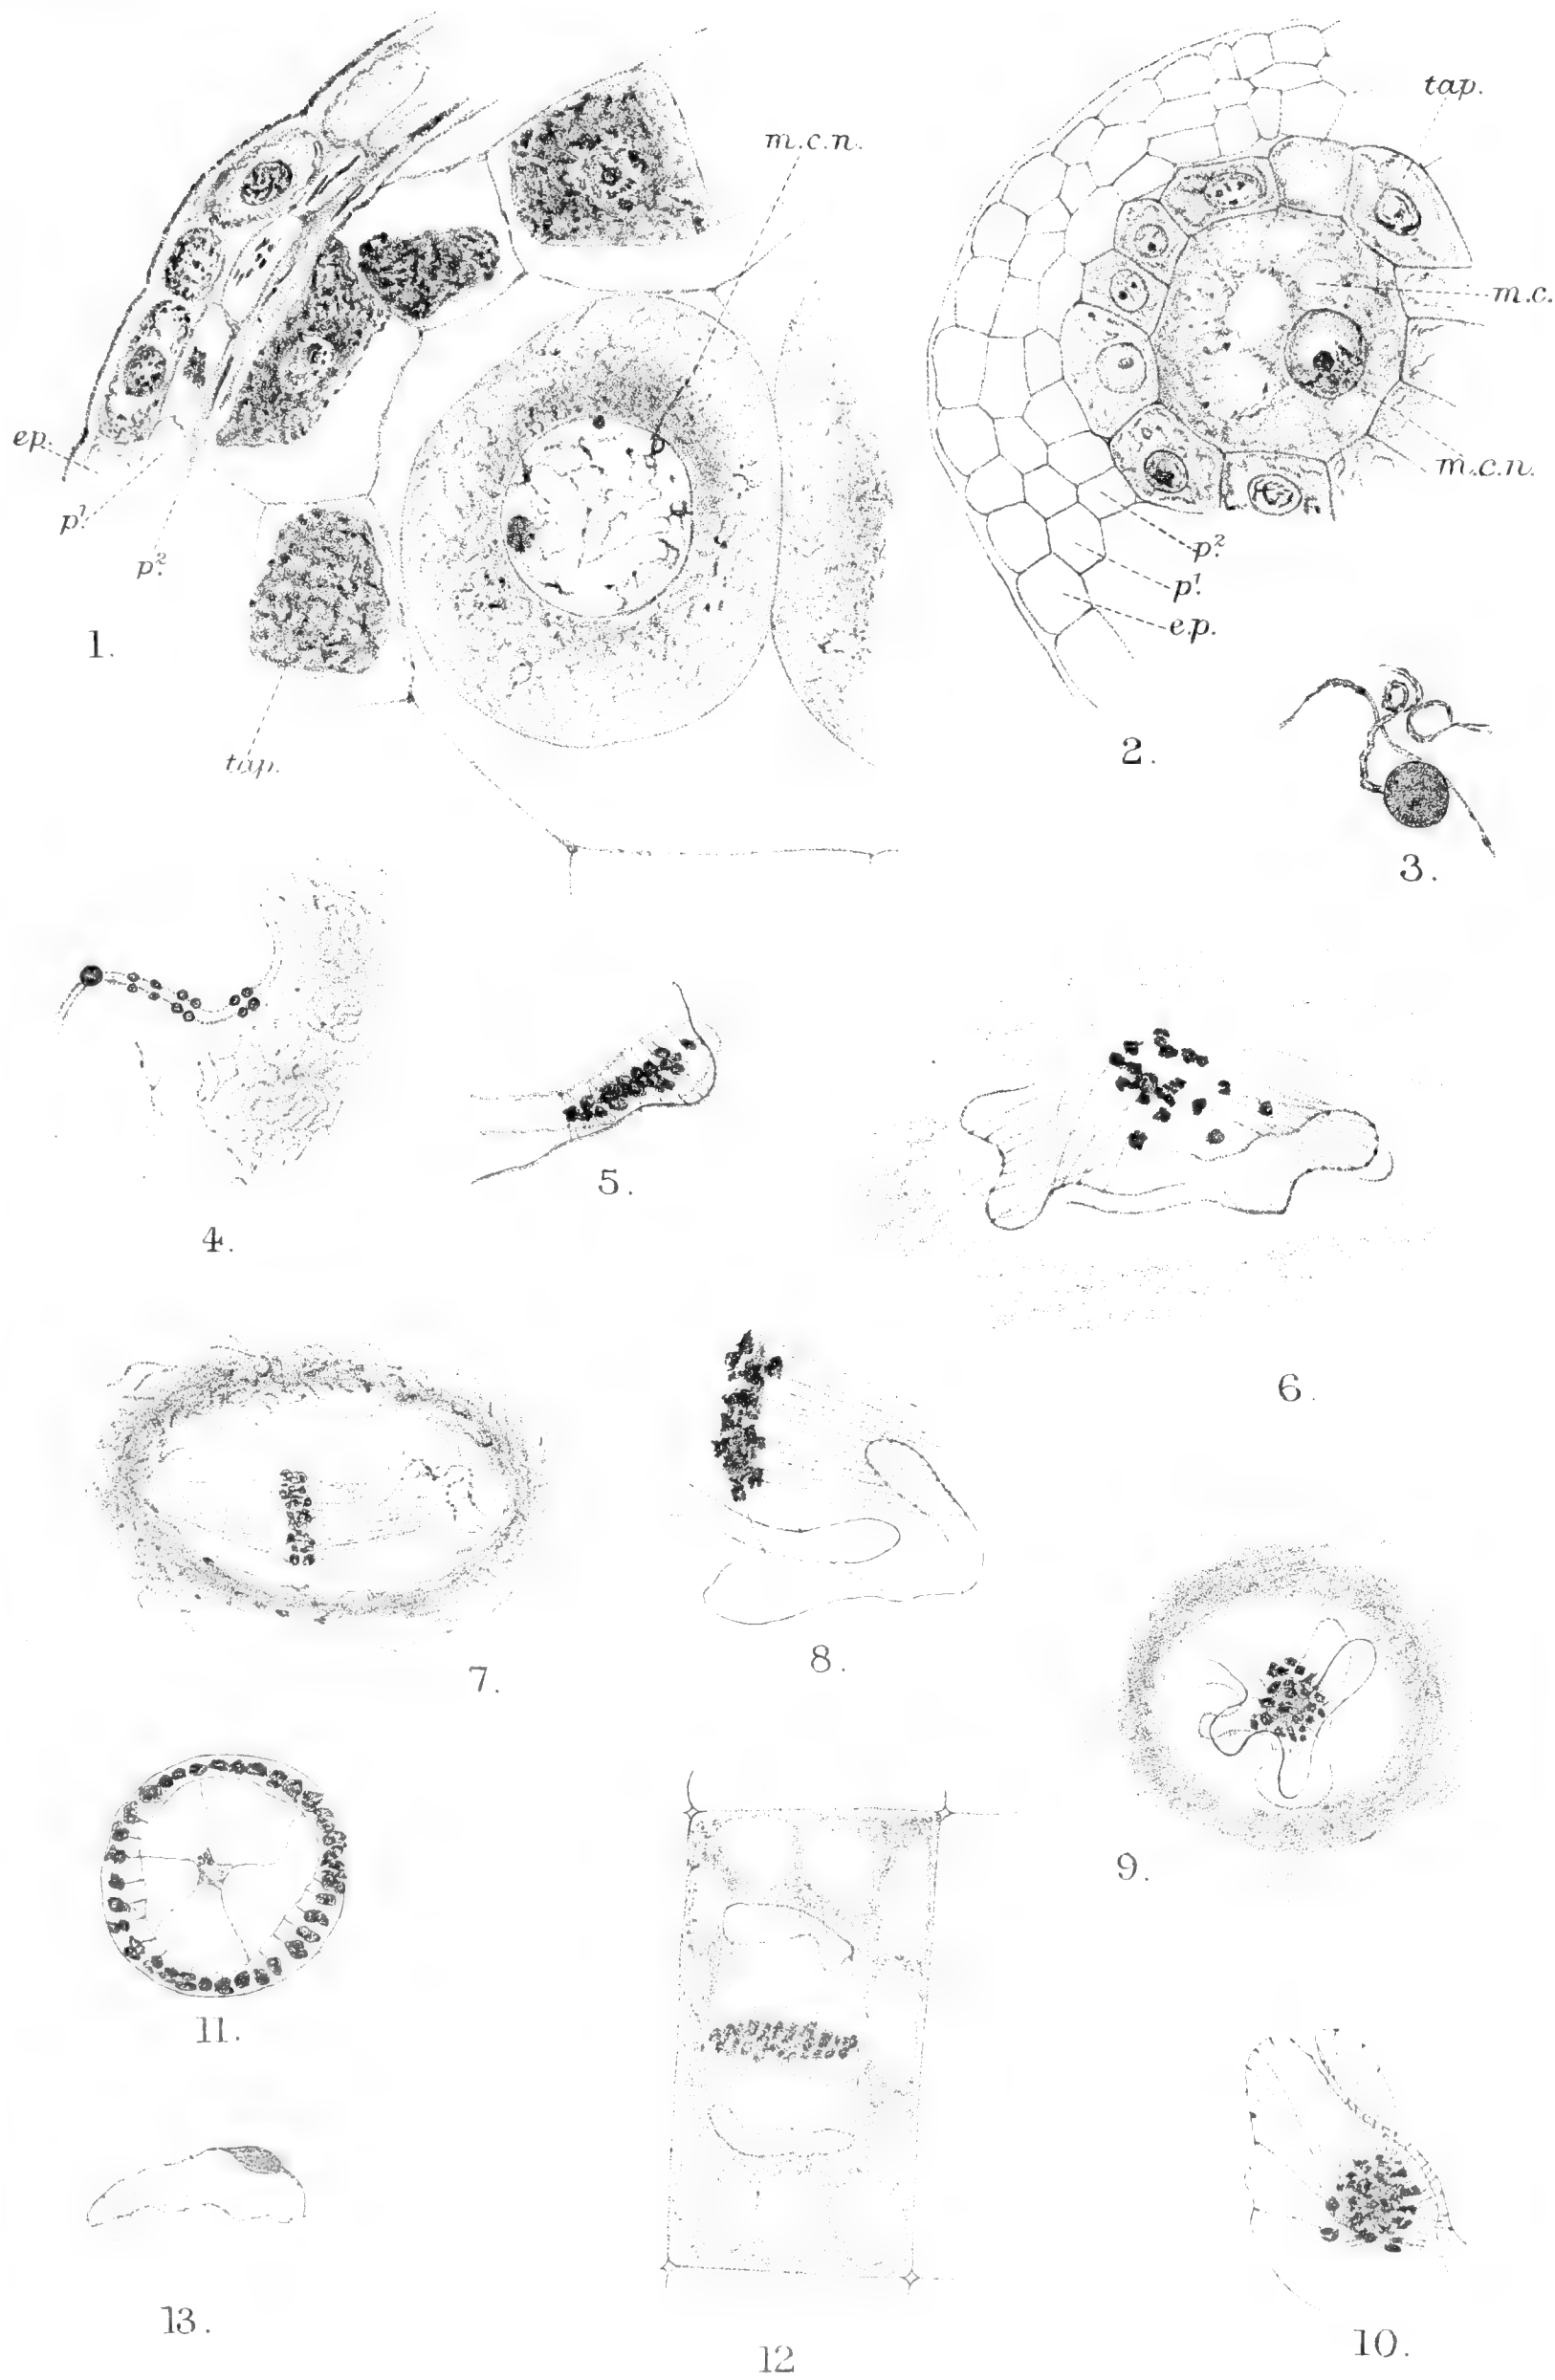 m.c.n.
tap.
m.c.
ep.
m.c.n.
p¹.
p².
p².
p¹.
e.p.
1.
tap.
2.
3.
4.
5.
6.
7.
8.
9.
11.
12
13.
10.